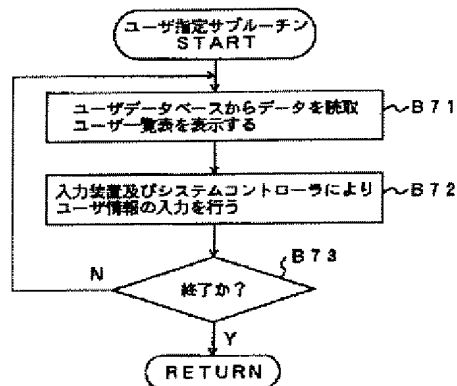 ユーザ指定サブルーチン
START
ユーザデータベースからデータを読取
ユーザ一覧表を表示する
B71
入力装置及びシステムコントローラにより
ユーザ情報の入力を行う
B72
B73
N
終了か?
Y
RETURN